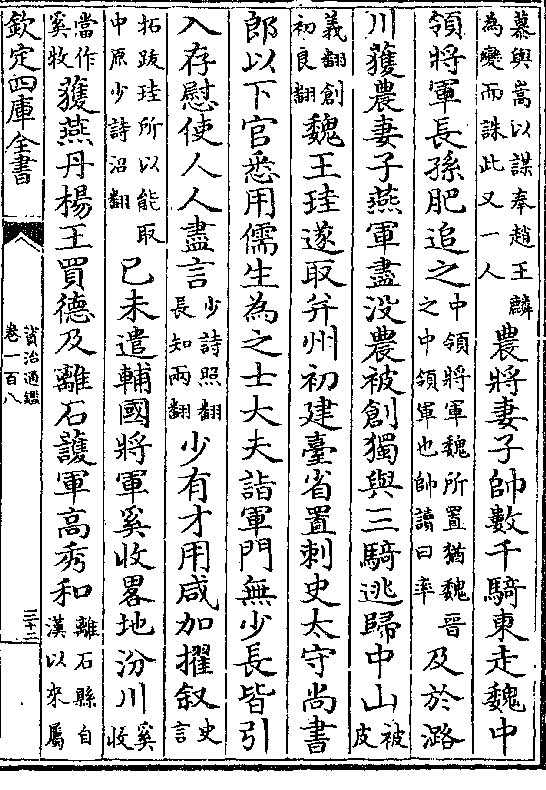 慕與嵩以謀奉趙王麟為變而誅此又一人農將妻子帥數千騎東走魏中
領將軍長孫肥追之中領將軍魏所置猶魏晉之中領軍也帥讀曰率及於潞
川獲農妻子燕軍盡没農被創獨與三騎逃歸中山被皮
義翻創初良翻魏王珪遂取并州初建臺省置刺史太守尚書
郎以下官悉用儒生為之士大夫詣軍門無少長皆引
入存慰使人人盡言少詩照翻長知兩翻少有才用咸加擢叙史言
拓跋珪所以能取中原少詩沼翻已未遣輔國將軍奚收畧地汾川奚收
當作奚牧獲燕丹楊王買德及離石護軍高秀和離石縣自漢以來屬
欽定四庫全書
資治通鑑
卷一百八
三十二